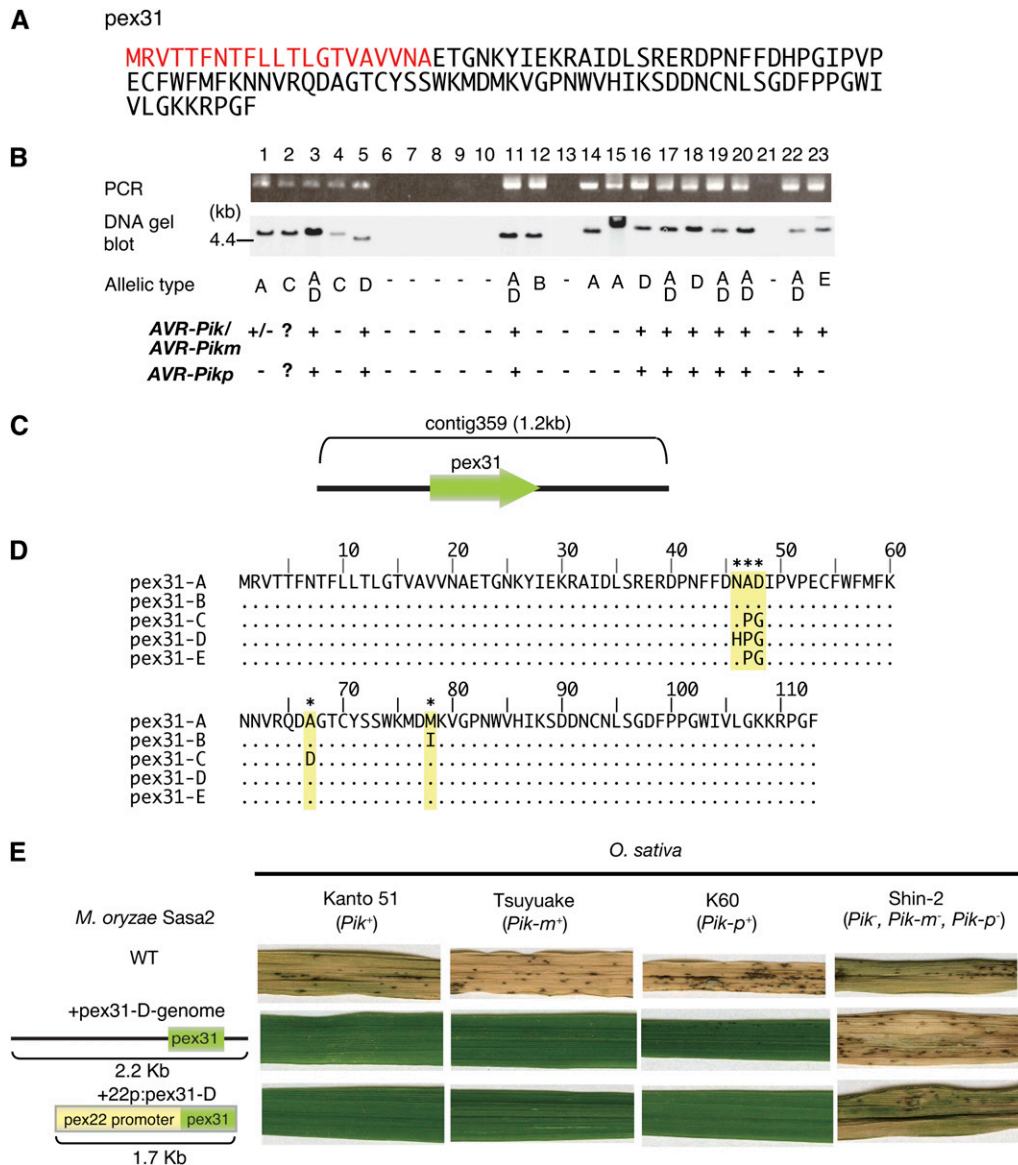 A
pex31
MRVTTFNTFLLTLGTVAVVNAETGNKYIEKRAIDLSRERDPNFFDHPGIPVP
ECFWFMFKNNVRQDAGTCYSSWKMDMKVGPNWVHIKSDDNCNLSGDFPPGWI
VLGKKRPGF
B
1 2 3 4 5 6 7 8 9 10 11 12 13 14 15 16 17 18 19 20 21 22 23
PCR
(kb)
DNA gel
blot
4.4
Allelic type A C A D C D - - - - - A D B - A A D A D D A D A D - A D E
AVR-Pik/ +/- ? + - + - - - - - + - - - - + + + + + - + +
AVR-Pikm
AVR-Pikp - ? + - + - - - - - + - - - - + + + + + - + -
C
contig359 (1.2kb)
pex31
D
10 20 30 40 50 60
***
pex31-A MRVTTFNTFLLTLGTVAVVNAETGNKYIEKRAIDLSRERDPNFFDNADIPVPECFWFMFK
pex31-B ............................................................
pex31-C ..............................................PG............
pex31-D .............................................HPG............
pex31-E ..............................................PG............
70 80 90 100 110
* *
pex31-A NNVRQDAGTCYSSWKMDMKVGPNWVHIKSDDNCNLSGDFPPGWIVLGKKRPGF
pex31-B .................I...................................
pex31-C ......D..............................................
pex31-D .....................................................
pex31-E .....................................................
E
O. sativa
M. oryzae Sasa2
Kanto 51 Tsuyuake K60 Shin-2
(Pik+) (Pik-m+) (Pik-p+) (Pik-, Pik-m-, Pik-p-)
WT
+pex31-D-genome
pex31
2.2 Kb
+22p:pex31-D
pex22 promoter pex31
1.7 Kb